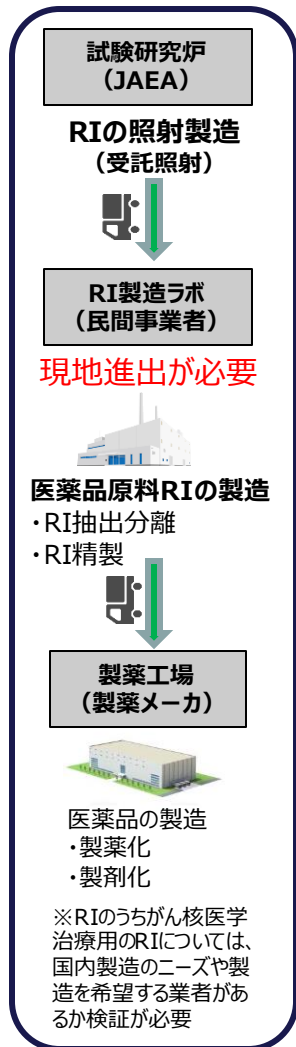 試験研究炉
（JAEA）
RIの照射製造
（受託照射）
RI製造ラボ
（民間事業者）
現地進出が必要
医薬品原料RIの製造
・RI抽出分離
・RI精製
製薬工場
（製薬メーカ）
医薬品の製造
・製薬化
・製剤化
※RIのうちがん核医学
治療用のRIについては、
国内製造のニーズや製
造を希望する業者があ
るか検証が必要